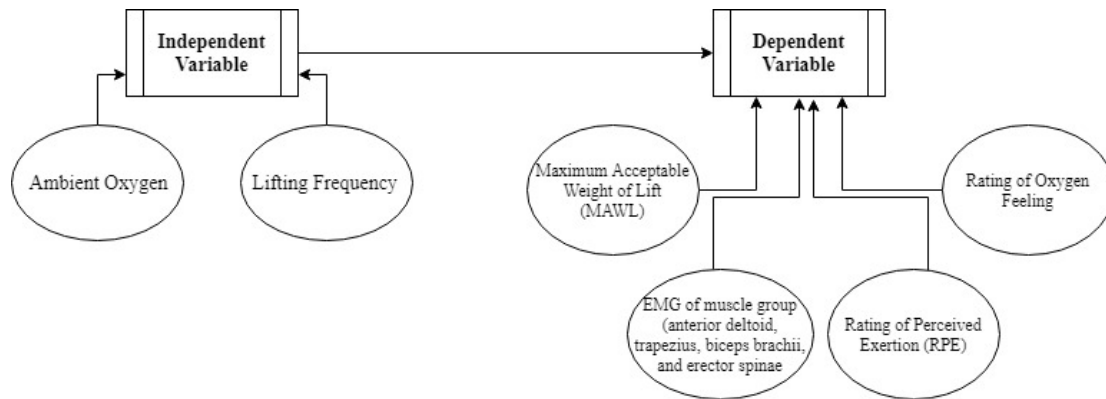 Independent
Variable
Dependent
Variable
Ambient Oxygen
Lifting Frequency
Maximum Acceptable
Weight of Lift
(MAWL)
Rating of Oxygen
Feeling
EMG of muscle group
(anterior deltoid,
trapezius, biceps brachii,
and erector spinae
Rating of Perceived
Exertion (RPE)